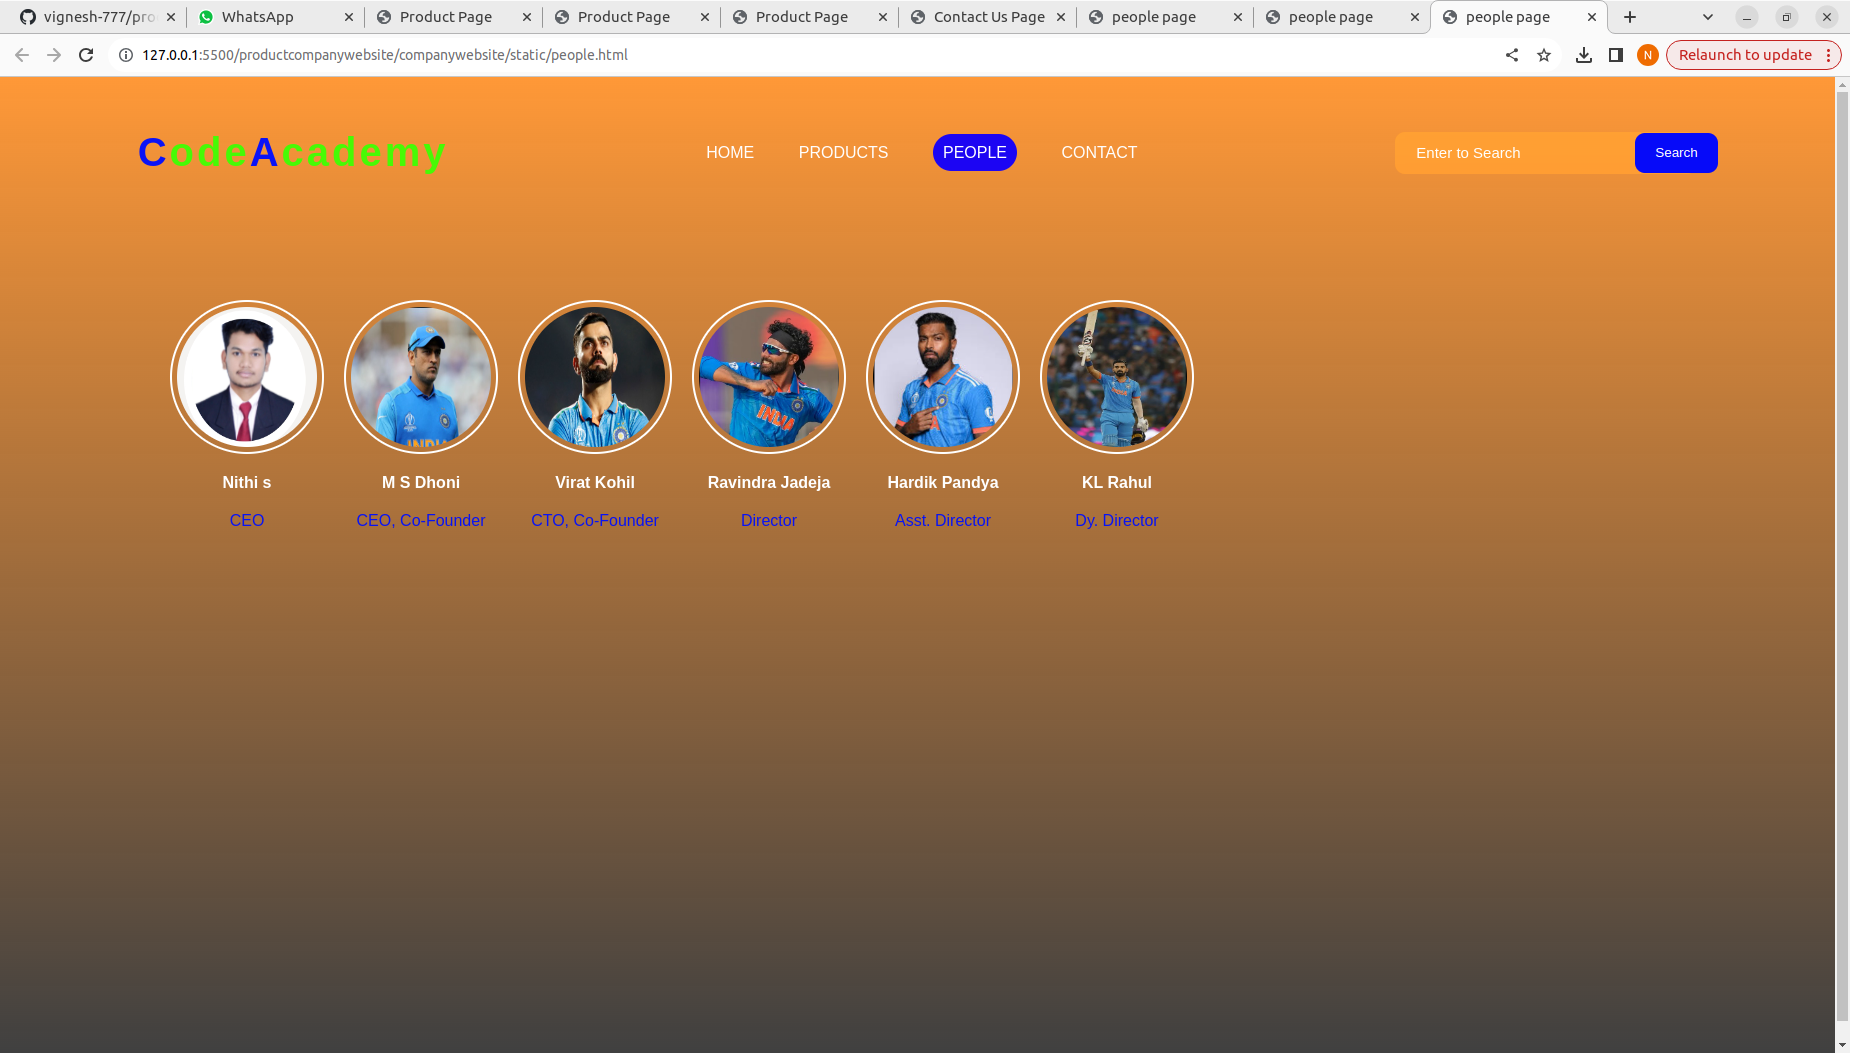 vignesh-777/pro
WhatsApp
Product Page
Product Page
Product Page
Contact Us Page
people page
people page
people page
127.0.0.1:5500/productcompanywebsite/companywebsite/static/people.html
N
Relaunch to update
CodeAcademy
HOME
PRODUCTS
PEOPLE
CONTACT
Enter to Search
Search
INDIA
INDIA
Nithi s
M S Dhoni
Virat Kohil
Ravindra Jadeja
Hardik Pandya
KL Rahul
CEO
CEO, Co-Founder
CTO, Co-Founder
Director
Asst. Director
Dy. Director